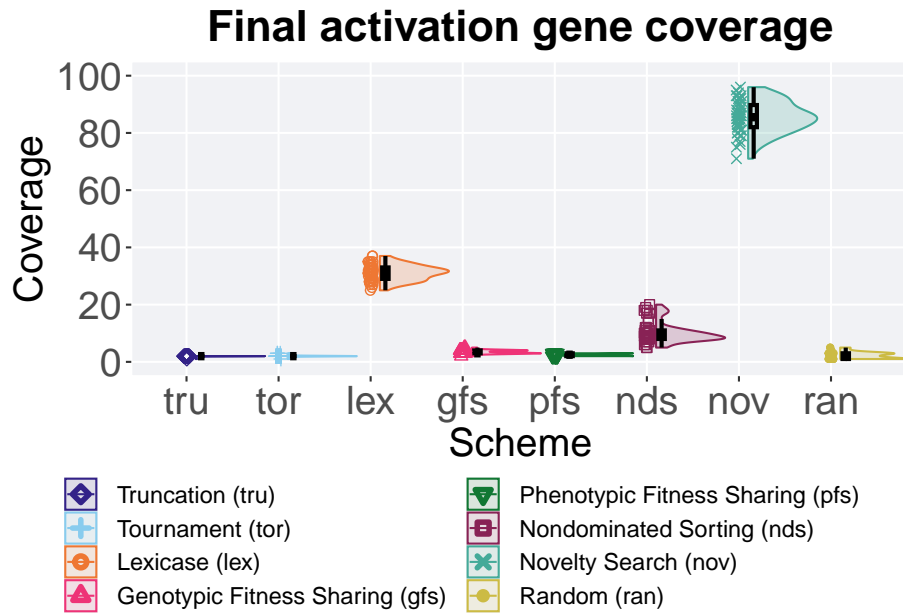 Final activation gene coverage
100
80
60
40
20
0
Coverage
tru tor lex gfs pfs nds nov ran
Scheme
Truncation (tru)
Tournament (tor)
Lexicase (lex)
Genotypic Fitness Sharing (gfs)
Phenotypic Fitness Sharing (pfs)
Nondominated Sorting (nds)
Novelty Search (nov)
Random (ran)